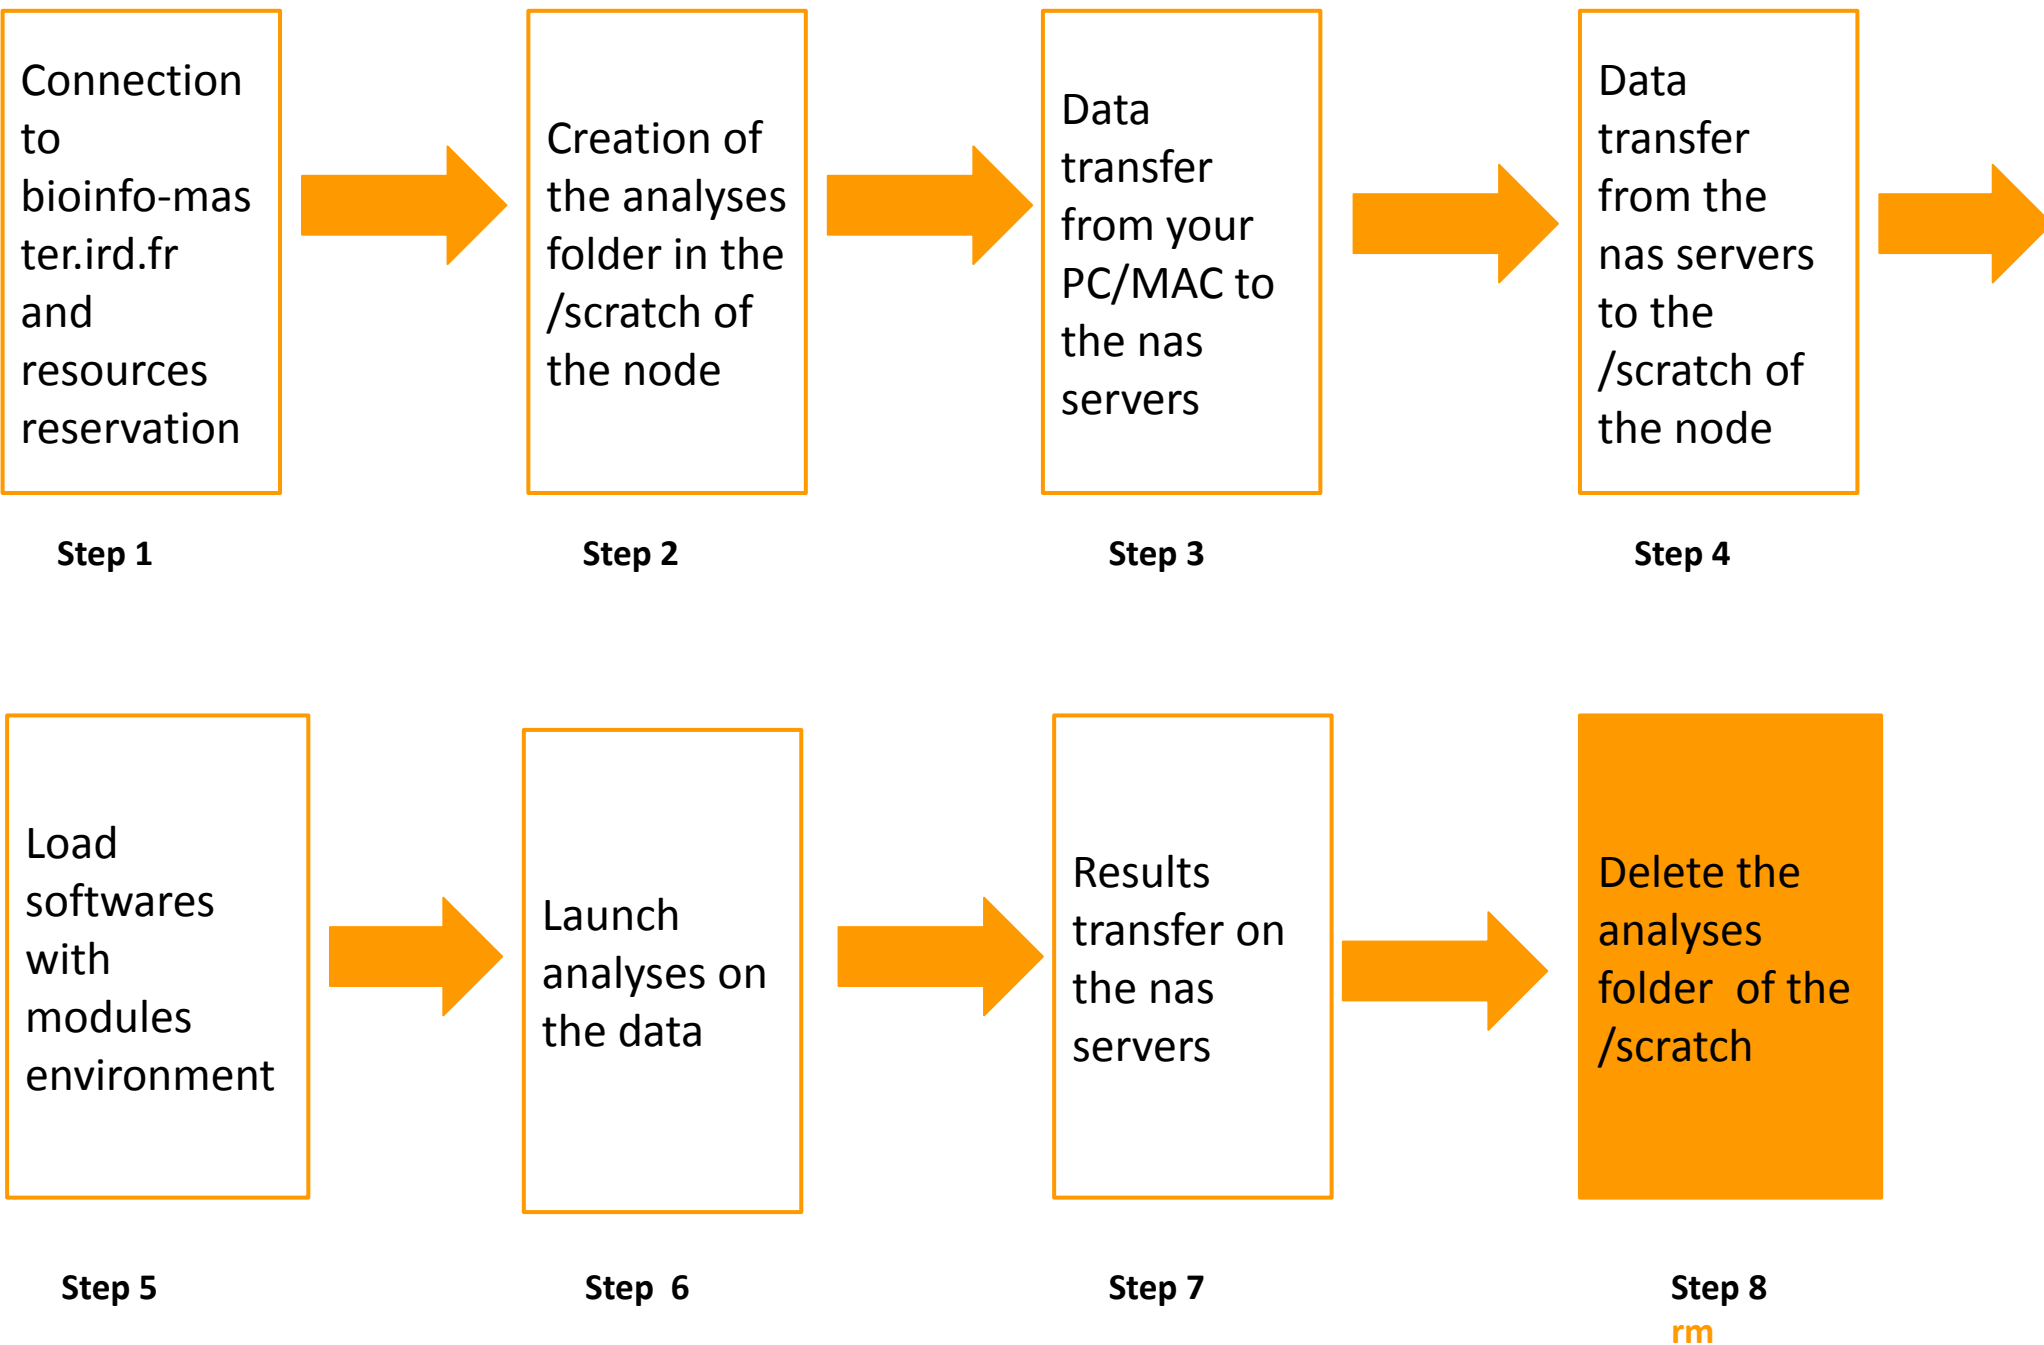 Connection
to
bioinfo-mas
ter.ird.fr
and
resources
reservation
Creation of
the analyses
folder in the
/scratch of
the node
Data
transfer
from your
PC/MAC to
the nas
servers
Data
transfer
from the
nas servers
to the
/scratch of
the node
Step 1
Step 2
Step 3
Step 4
Load
softwares
with
modules
environment
Launch
analyses on
the data
Results
transfer on
the nas
servers
Delete the
analyses
folder  of the
/scratch
Step 5
Step  6
Step 7
Step 8
rm